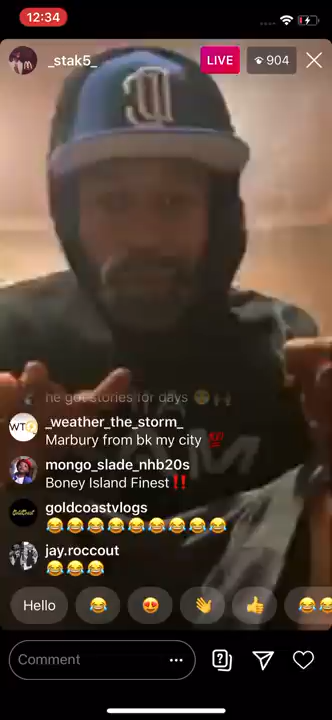 12:34
_stak5_
LIVE
904
he got stories for days 🙌
_weather_the_storm_
Marbury from bk my city 💯
mongo_slade_nhb20s
Boney Island Finest‼️
goldcoastvlogs
😂😂😂😂😂😂😂😂😂😂
jay.roccout
😂😂😂
Hello
Comment